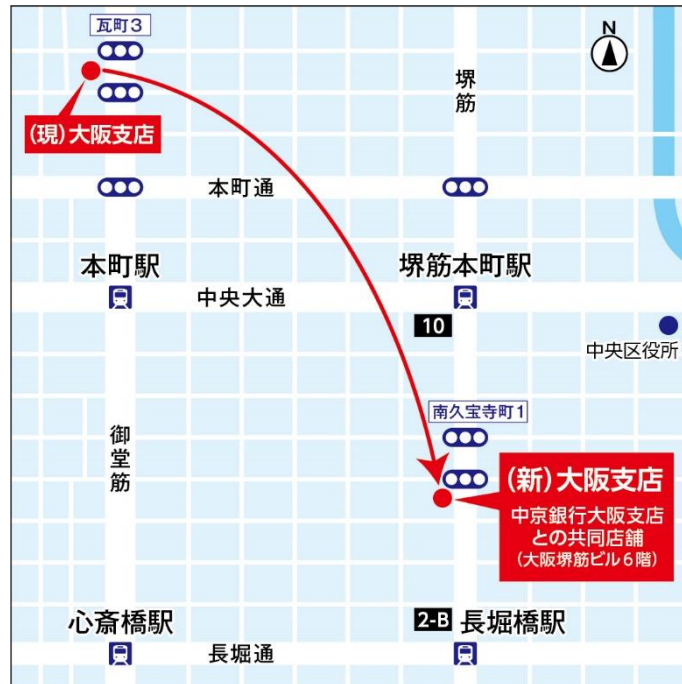 瓦町3
N
(現)大阪支店
堺筋
本町通
本町駅
堺筋本町駅
中央大通
10
中央区役所
南久宝寺町1
御堂筋
(新)大阪支店
中京銀行大阪支店
との共同店舗
(大阪堺筋ビル6階)
心斎橋駅
2-B
長堀橋駅
長堀通